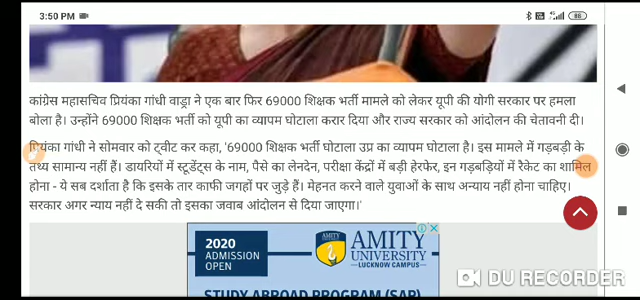 3:50 PM
4G
88
कांग्रेस महासचिव प्रियंका गांधी वाड्रा ने एक बार फिर 69000 शिक्षक भर्ती मामले को लेकर यूपी की योगी सरकार पर हमला
बोला है। उन्होंने 69000 शिक्षक भर्ती को यूपी का व्यापम घोटाला करार दिया और राज्य सरकार को आंदोलन की चेतावनी दी।
प्रियंका गांधी ने सोमवार को ट्वीट कर कहा, '69000 शिक्षक भर्ती घोटाला उप्र का व्यापम घोटाला है। इस मामले में गड़बड़ी के
तथ्य सामान्य नहीं हैं। डायरियों में स्टूडेंट्स के नाम, पैसे का लेनदेन, परीक्षा केंद्रों में बड़ी हेरफेर, इन गड़बड़ियों में रैकेट का शामिल
होना - ये सब दर्शाता है कि इसके तार काफी जगहों पर जुड़े हैं। मेहनत करने वाले युवाओं के साथ अन्याय नहीं होना चाहिए।
सरकार अगर न्याय नहीं दे सकी तो इसका जवाब आंदोलन से दिया जाएगा।'
2020
ADMISSION
OPEN
AMITY
UNIVERSITY
LUCKNOW CAMPUS
STUDY ABROAD PROGRAM (SAP)
DU RECORDER